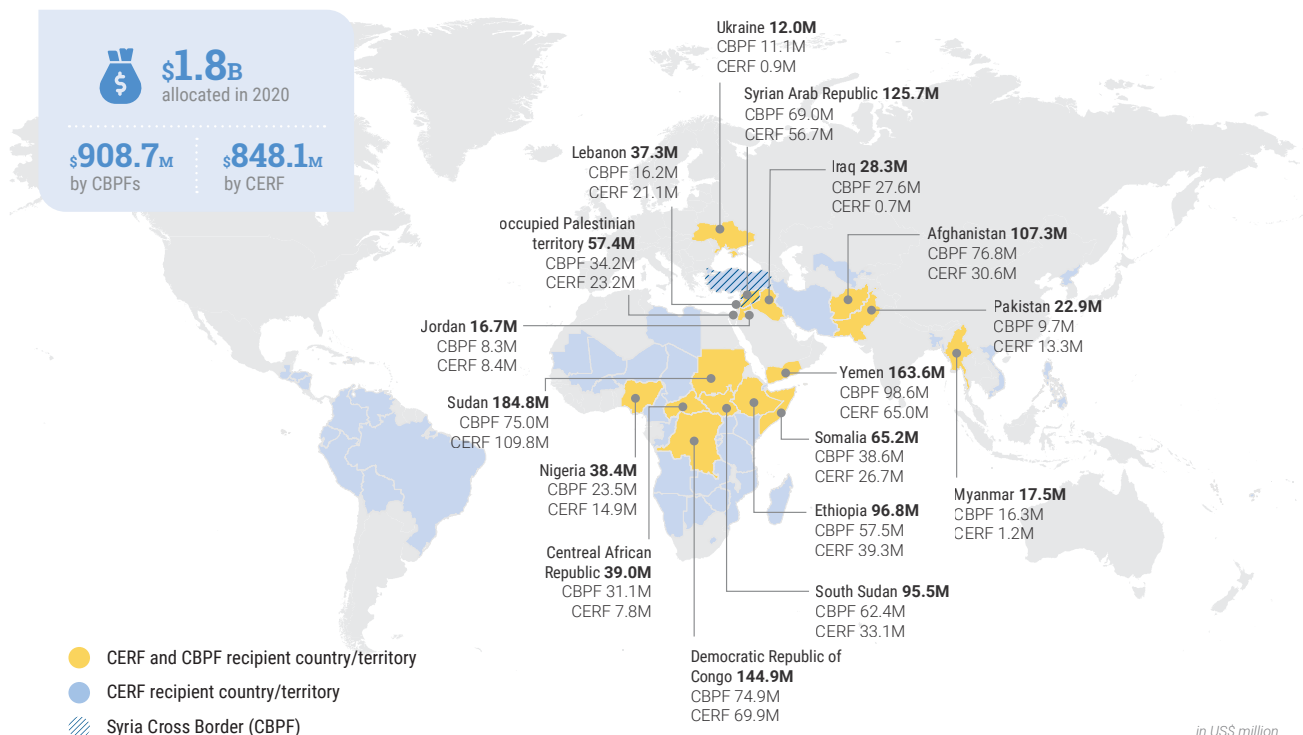 $1.8B
allocated in 2020
$908.7M
by CBPFs
$848.1M
by CERF
Ukraine 12.0M
CBPF 11.1M
CERF 0.9M
Syrian Arab Republic 125.7M
CBPF 69.0M
CERF 56.7M
Lebanon 37.3M
CBPF 16.2M
CERF 21.1M
Iraq 28.3M
CBPF 27.6M
CERF 0.7M
occupied Palestinian
territory 57.4M
CBPF 34.2M
CERF 23.2M
Afghanistan 107.3M
CBPF 76.8M
CERF 30.6M
Pakistan 22.9M
CBPF 9.7M
CERF 13.3M
Jordan 16.7M
CBPF 8.3M
CERF 8.4M
Yemen 163.6M
CBPF 98.6M
CERF 65.0M
Sudan 184.8M
CBPF 75.0M
CERF 109.8M
Somalia 65.2M
CBPF 38.6M
CERF 26.7M
Nigeria 38.4M
CBPF 23.5M
CERF 14.9M
Myanmar 17.5M
CBPF 16.3M
CERF 1.2M
Ethiopia 96.8M
CBPF 57.5M
CERF 39.3M
Centreal African
Republic 39.0M
CBPF 31.1M
CERF 7.8M
South Sudan 95.5M
CBPF 62.4M
CERF 33.1M
Democratic Republic of
Congo 144.9M
CBPF 74.9M
CERF 69.9M
CERF and CBPF recipient country/territory
CERF recipient country/territory
Syria Cross Border (CBPF)
in US$ million